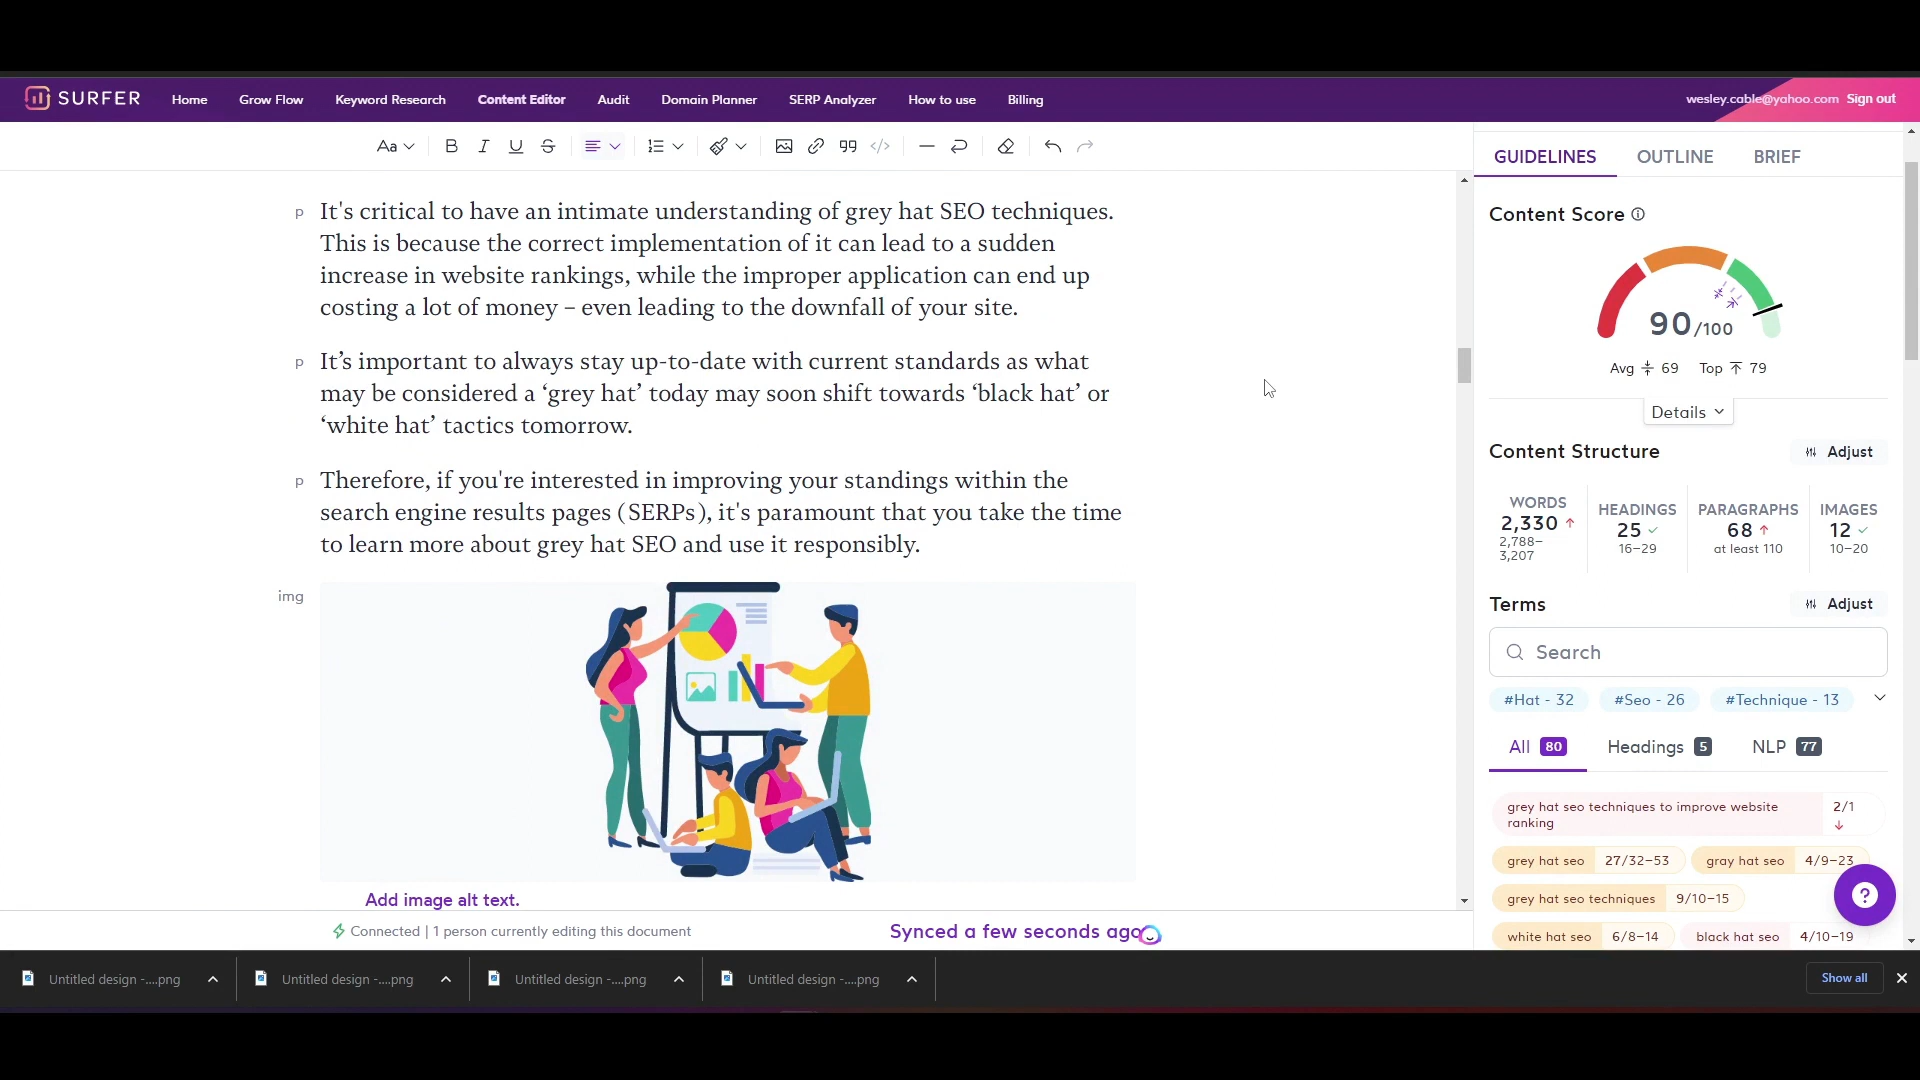 SURFER
Home Grow Flow Keyword Research Content Editor Audit Domain Planner SERP Analyzer How to use Billing
wesley.cable@yahoo.com Sign out
Aa
GUIDELINES OUTLINE BRIEF
p It's critical to have an intimate understanding of grey hat SEO techniques.
This is because the correct implementation of it can lead to a sudden
increase in website rankings, while the improper application can end up
costing a lot of money – even leading to the downfall of your site.
p It’s important to always stay up-to-date with current standards as what
may be considered a ‘grey hat’ today may soon shift towards ‘black hat’ or
‘white hat’ tactics tomorrow.
p Therefore, if you're interested in improving your standings within the
search engine results pages (SERPs), it's paramount that you take the time
to learn more about grey hat SEO and use it responsibly.
img
Add image alt text.
Connected | 1 person currently editing this document
Synced a few seconds ago
Content Score
90/100
Avg 69 Top 79
Details
Content Structure Adjust
WORDS HEADINGS PARAGRAPHS IMAGES
2,330 ↑ 25 68 ↑ 12
2,788–
3,207
16–29 at least 110 10–20
Terms Adjust
Search
#Hat - 32 #Seo - 26 #Technique - 13
All 80 Headings 5 NLP 77
grey hat seo techniques to improve website
ranking
2/1
↓
grey hat seo 27/32–53 gray hat seo 4/9–23
grey hat seo techniques 9/10–15
white hat seo 6/8–14 black hat seo 4/10–19
?
Untitled design -....png Untitled design -....png Untitled design -....png Untitled design -....png
Show all